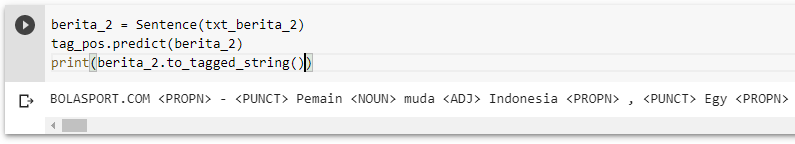 berita_2 = Sentence(txt_berita_2)
tag_pos.predict(berita_2)
print(berita_2.to_tagged_string())
BOLASPORT.COM <PROPN> - <PUNCT> Pemain <NOUN> muda <ADJ> Indonesia <PROPN> , <PUNCT> Egy <PROPN>